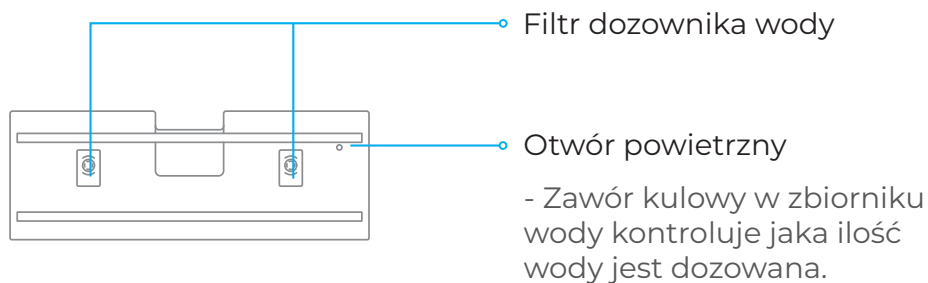 Filtr dozownika wody
Otwór powietrzny
- Zawór kulowy w zbiorniku
wody kontroluje jaka ilość
wody jest dozowana.